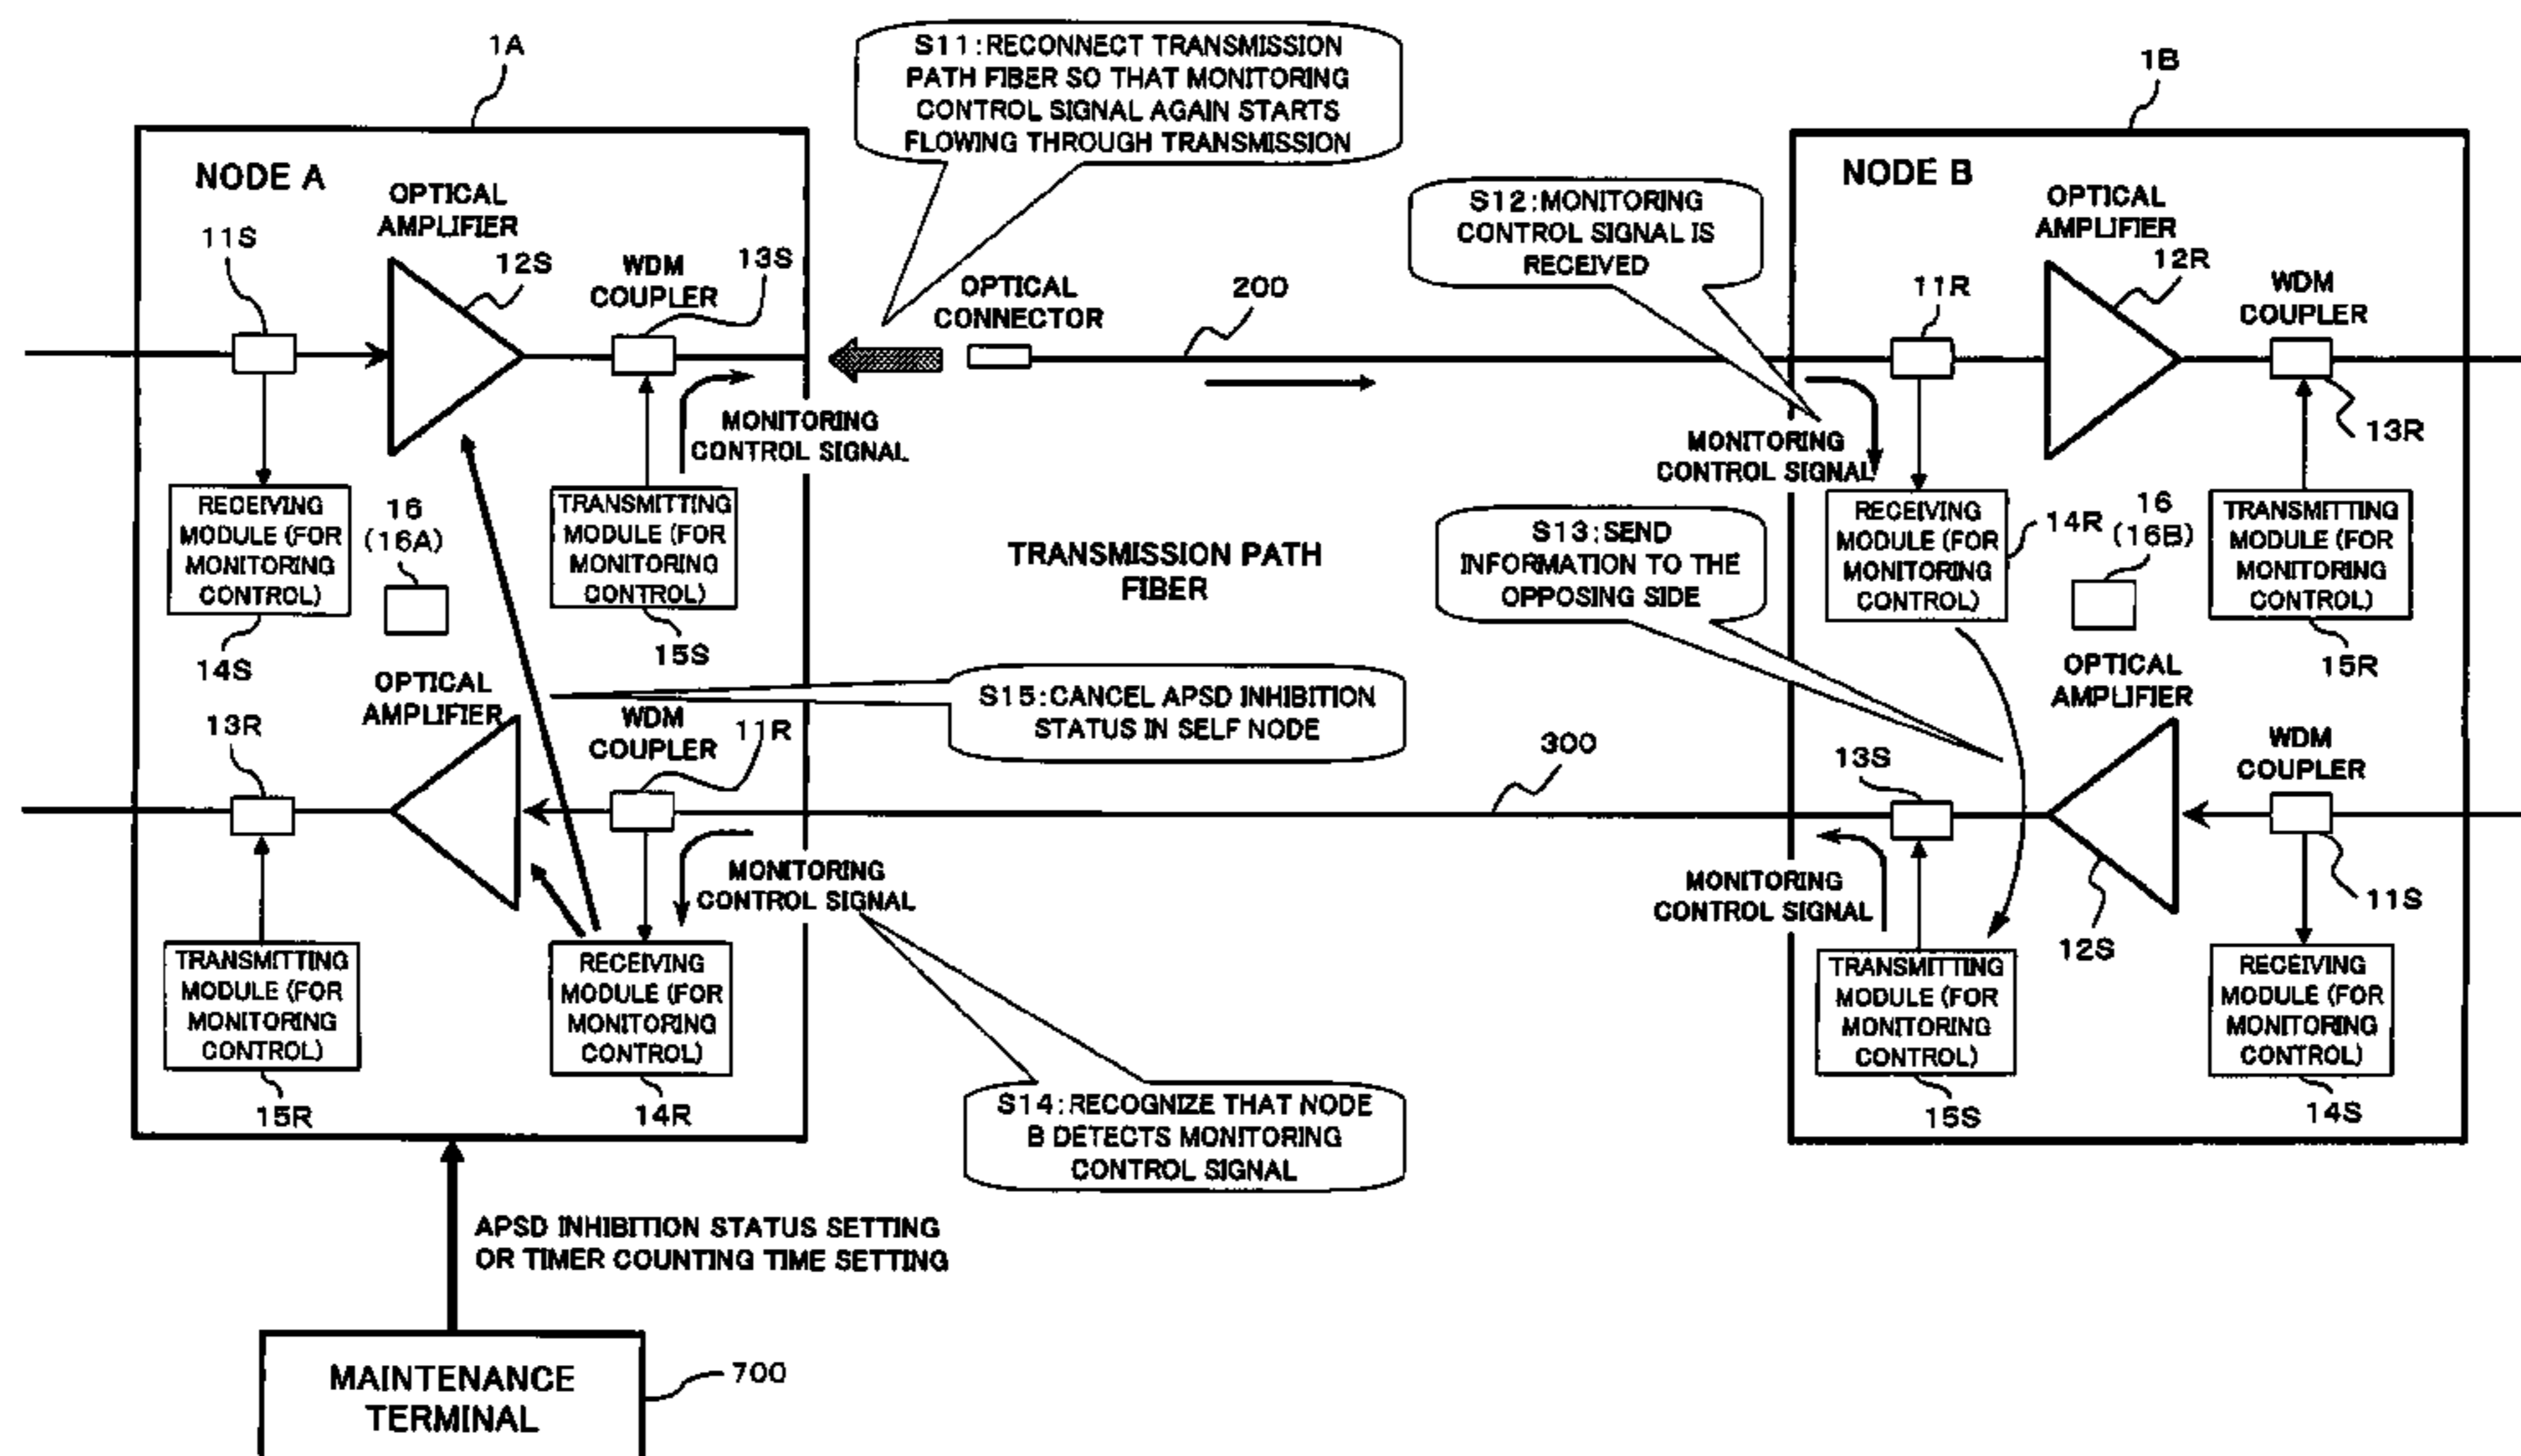 1A
S11:RECONNECT TRANSMISSION
PATH FIBER SO THAT MONITORING
CONTROL SIGNAL AGAIN STARTS
FLOWING THROUGH TRANSMISSION
1B
NODE A
OPTICAL
AMPLIFIER
11S
12S
WDM
COUPLER
13S
OPTICAL
CONNECTOR
200
S12:MONITORING
CONTROL SIGNAL IS
RECEIVED
NODE B
OPTICAL
AMPLIFIER
11R
12R
WDM
COUPLER
13R
MONITORING
CONTROL SIGNAL
MONITORING
CONTROL SIGNAL
RECEIVING
MODULE (FOR
MONITORING
CONTROL)
14S
16
(16A)
TRANSMITTING
MODULE (FOR
MONITORING
CONTROL)
15S
TRANSMISSION PATH
FIBER
S13:SEND
INFORMATION TO THE
OPPOSING SIDE
RECEIVING
MODULE (FOR
MONITORING
CONTROL)
14R
16
(16B)
TRANSMITTING
MODULE (FOR
MONITORING
CONTROL)
15R
OPTICAL
AMPLIFIER
13R
WDM
COUPLER
11R
S15:CANCEL APSD INHIBITION
STATUS IN SELF NODE
300
13S
OPTICAL
AMPLIFIER
WDM
COUPLER
12S
11S
MONITORING
CONTROL SIGNAL
MONITORING
CONTROL SIGNAL
TRANSMITTING
MODULE (FOR
MONITORING
CONTROL)
15R
RECEIVING
MODULE (FOR
MONITORING
CONTROL)
14R
S14:RECOGNIZE THAT NODE
B DETECTS MONITORING
CONTROL SIGNAL
TRANSMITTING
MODULE (FOR
MONITORING
CONTROL)
15S
RECEIVING
MODULE (FOR
MONITORING
CONTROL)
14S
APSD INHIBITION STATUS SETTING
OR TIMER COUNTING TIME SETTING
MAINTENANCE
TERMINAL
700